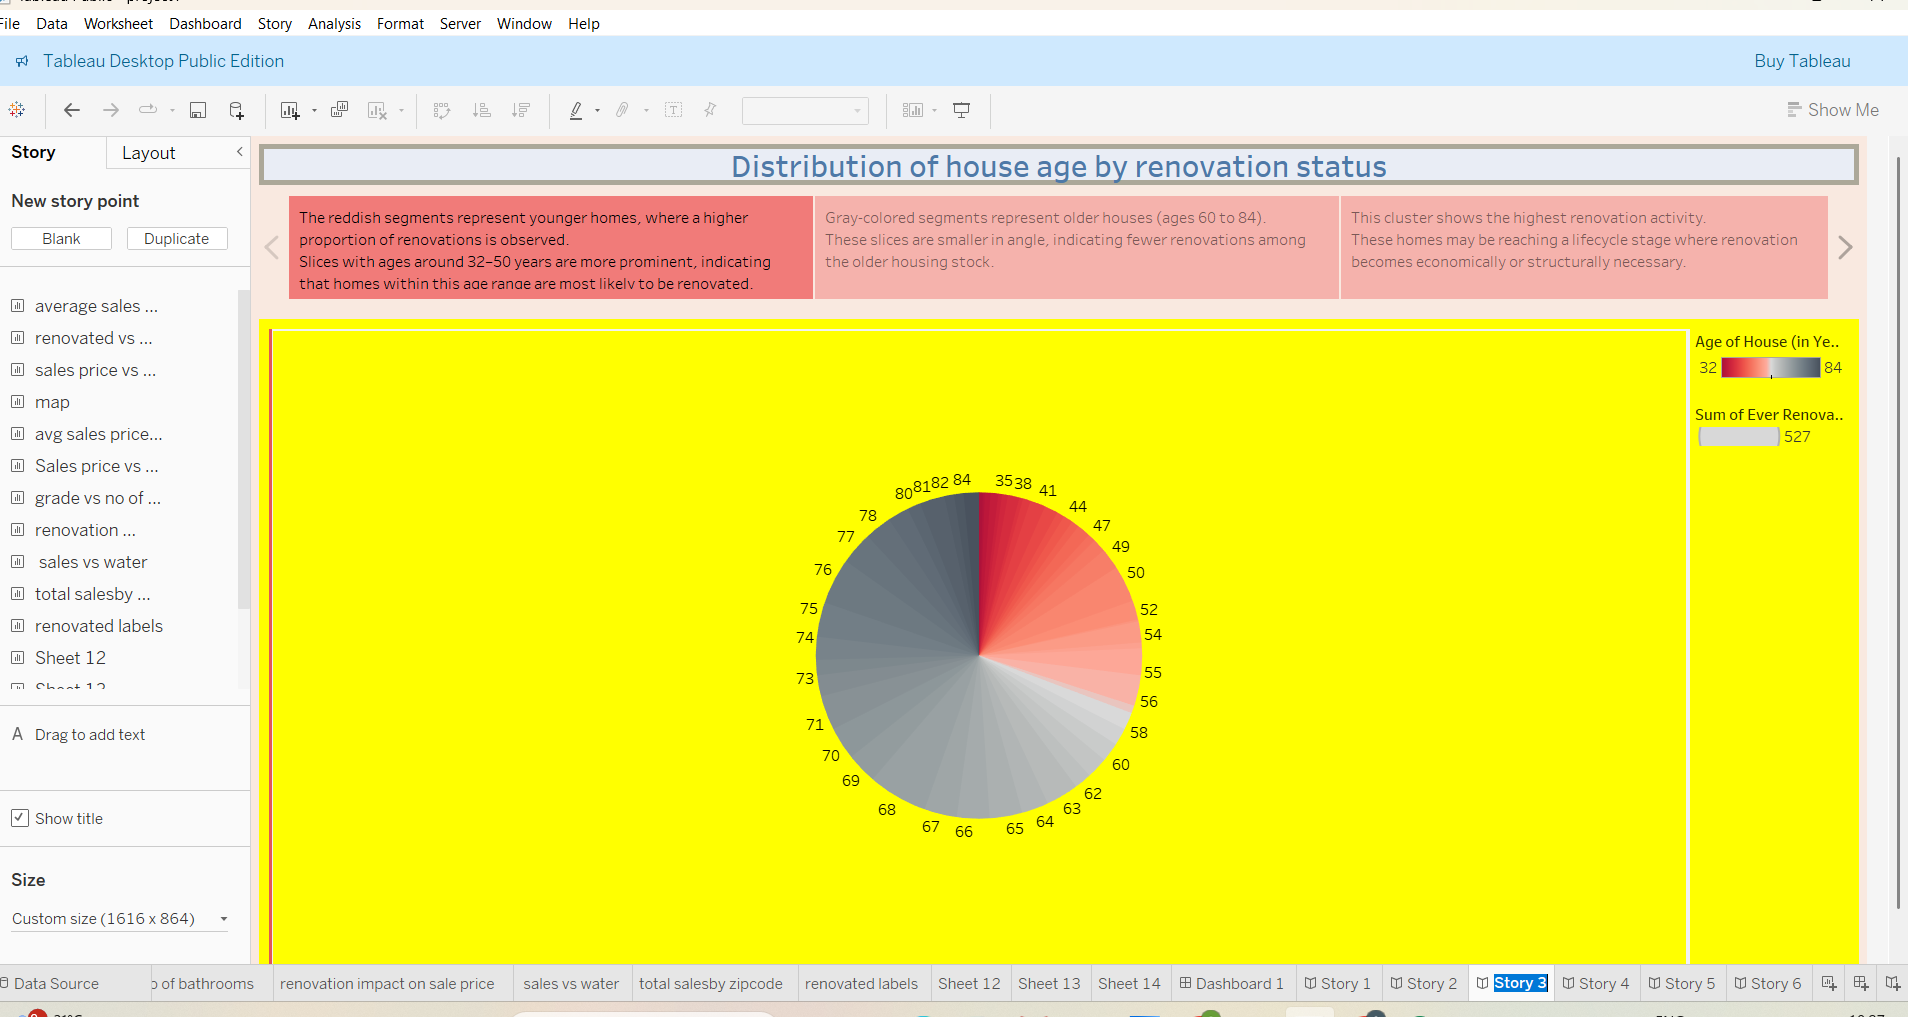 File Data Worksheet Dashboard Story Analysis Format Server Window Help
Tableau Desktop Public Edition
Buy Tableau
Show Me
Story
Layout
New story point
Blank
Duplicate
average sales ...
renovated vs ...
sales price vs ...
map
avg sales price...
Sales price vs ...
grade vs no of ...
renovation ...
sales vs water
total salesby ...
renovated labels
Sheet 12
Sheet 13
A Drag to add text
Show title
Size
Custom size (1616 x 864)
Distribution of house age by renovation status
The reddish segments represent younger homes, where a higher
proportion of renovations is observed.
Slices with ages around 32–50 years are more prominent, indicating
that homes within this age range are most likely to be renovated.
Gray-colored segments represent older houses (ages 60 to 84).
These slices are smaller in angle, indicating fewer renovations among
the older housing stock.
This cluster shows the highest renovation activity.
These homes may be reaching a lifecycle stage where renovation
becomes economically or structurally necessary.
Age of House (in Ye..
32 84
Sum of Ever Renova..
527
35
38
41
44
47
49
50
52
54
55
56
58
60
62
63
64
65
66
67
68
69
70
71
73
74
75
76
77
78
80
81
82
84
Data Source
o of bathrooms
renovation impact on sale price
sales vs water
total salesby zipcode
renovated labels
Sheet 12
Sheet 13
Sheet 14
Dashboard 1
Story 1
Story 2
Story 3
Story 4
Story 5
Story 6